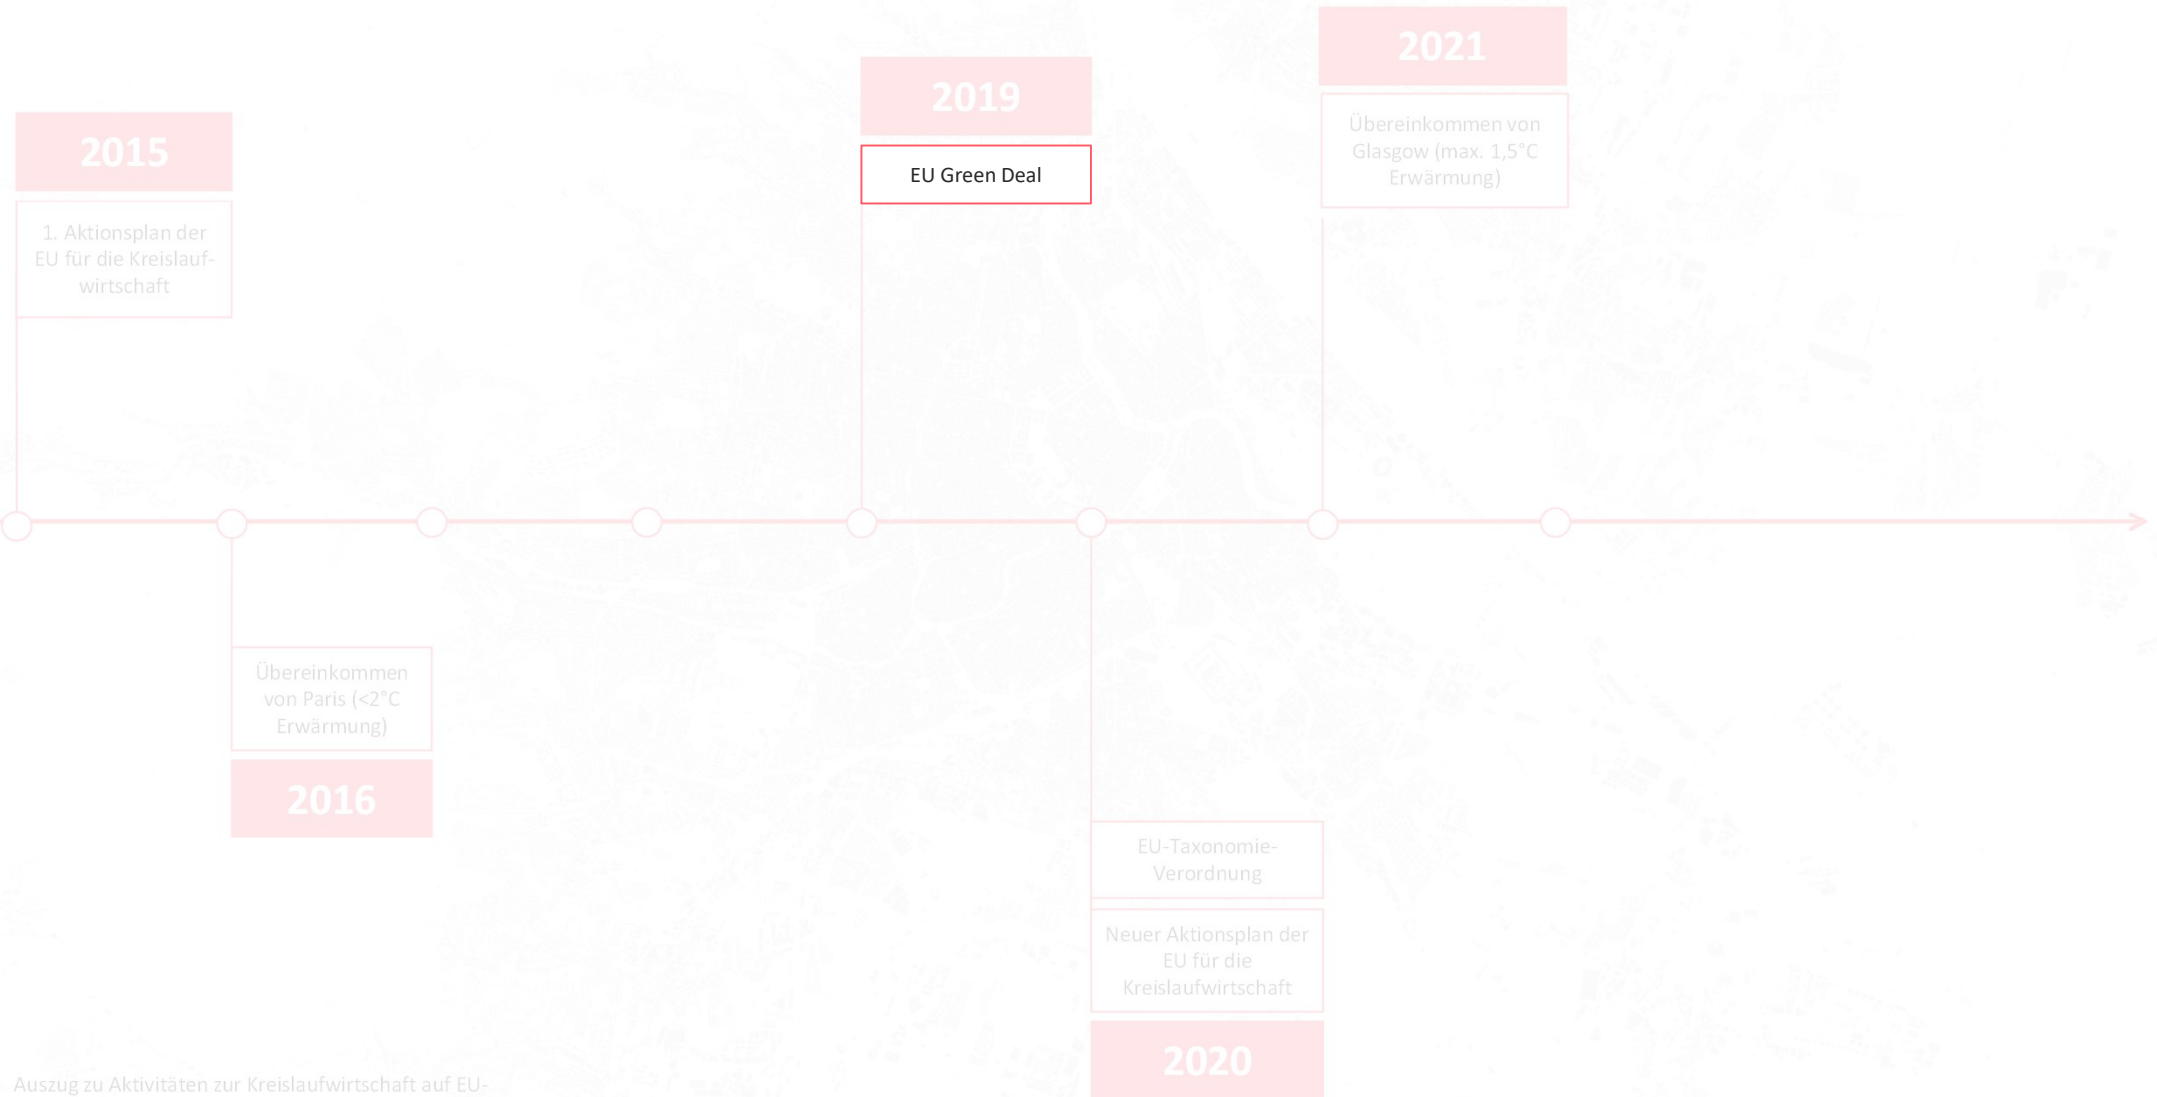 2015
1. Aktionsplan der
EU für die Kreislauf-
wirtschaft
Übereinkommen
von Paris (<2°C
Erwärmung)
2016
2019
EU Green Deal
EU-Taxonomie-
Verordnung
Neuer Aktionsplan der
EU für die
Kreislaufwirtschaft
2020
2021
Übereinkommen von
Glasgow (max. 1,5°C
Erwärmung)
Auszug zu Aktivitäten zur Kreislaufwirtschaft auf EU-